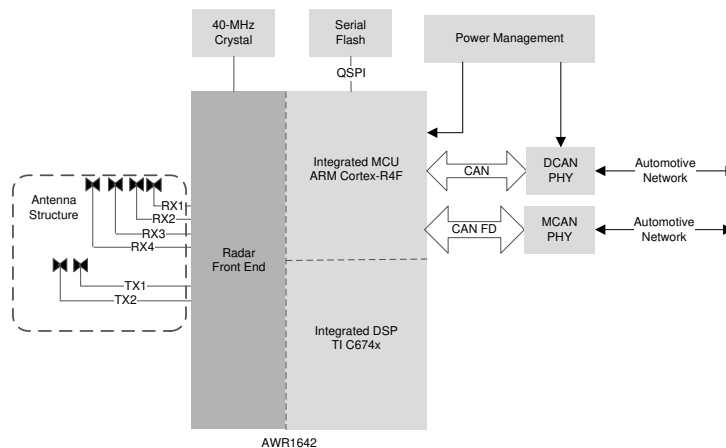 40-MHz
Crystal
Serial
Flash
Power Management
QSPI
Integrated MCU
ARM Cortex-R4F
CAN
DCAN
PHY
Automotive
Network
Antenna
Structure
RX1
RX2
RX3
RX4
CAN FD
MCAN
PHY
Automotive
Network
Radar
Front End
TX1
TX2
Integrated DSP
TI C674x
AWR1642